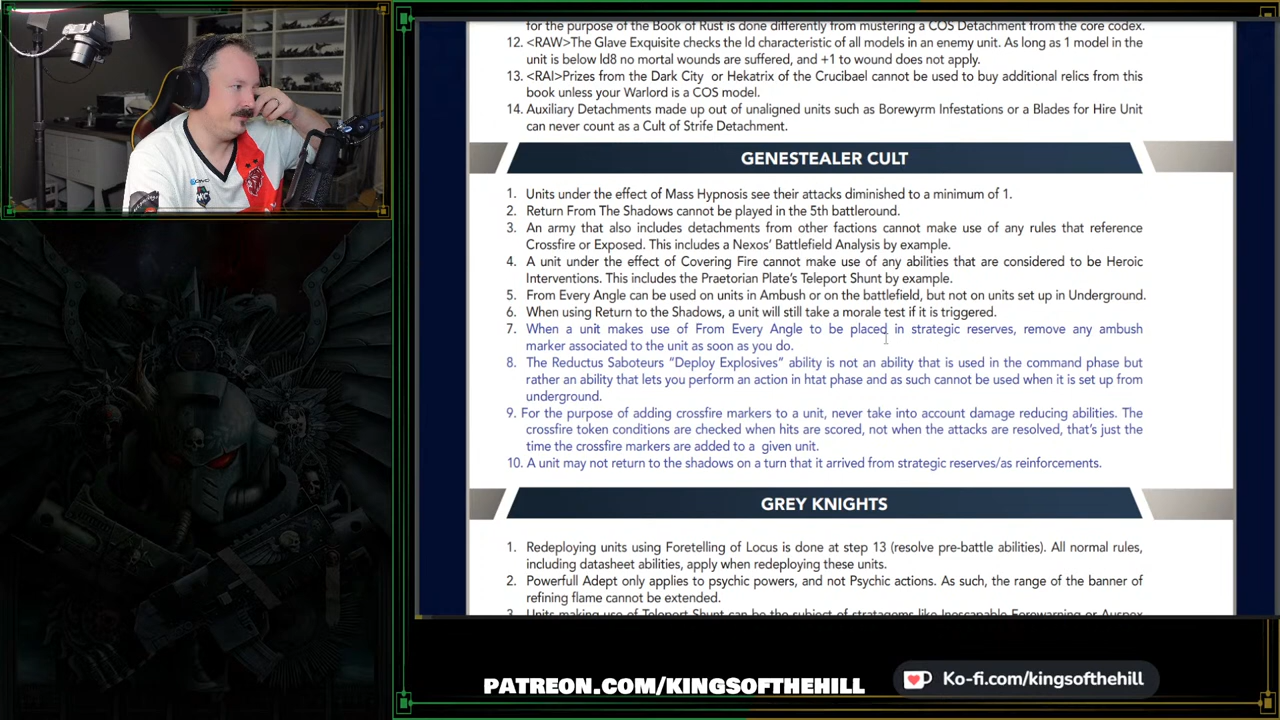 for the purpose of the Book of Rust is done differently from mustering a COS Detachment from the core codex.
12. <RAW>The Glave Exquisite checks the ld characteristic of all models in an enemy unit. As long as 1 model in the
unit is below ld8 no mortal wounds are suffered, and +1 to wound does not apply.
13. <RAI>Prizes from the Dark City or Hekatrix of the Crucibael cannot be used to buy additional relics from this
book unless your Warlord is a COS model.
14. Auxiliary Detachments made up out of unaligned units such as Borewyrm Infestations or a Blades for Hire Unit
can never count as a Cult of Strife Detachment.
GENESTEALER CULT
1. Units under the effect of Mass Hypnosis see their attacks diminished to a minimum of 1.
2. Return From The Shadows cannot be played in the 5th battleround.
3. An army that also includes detachments from other factions cannot make use of any rules that reference
Crossfire or Exposed. This includes a Nexos' Battlefield Analysis by example.
4. A unit under the effect of Covering Fire cannot make use of any abilities that are considered to be Heroic
Interventions. This includes the Praetorian Plate's Teleport Shunt by example.
5. From Every Angle can be used on units in Ambush or on the battlefield, but not on units set up in Underground.
6. When using Return to the Shadows, a unit will still take a morale test if it is triggered.
7. When a unit makes use of From Every Angle to be placed in strategic reserves, remove any ambush
marker associated to the unit as soon as you do.
8. The Reductus Saboteurs "Deploy Explosives" ability is not an ability that is used in the command phase but
rather an ability that lets you perform an action in htat phase and as such cannot be used when it is set up from
underground.
9. For the purpose of adding crossfire markers to a unit, never take into account damage reducing abilities. The
crossfire token conditions are checked when hits are scored, not when the attacks are resolved, that's just the
time the crossfire markers are added to a given unit.
10. A unit may not return to the shadows on a turn that it arrived from strategic reserves/as reinforcements.
GREY KNIGHTS
1. Redeploying units using Foretelling of Locus is done at step 13 (resolve pre-battle abilities). All normal rules,
including datasheet abilities, apply when redeploying these units.
2. Powerfull Adept only applies to psychic powers, and not Psychic actions. As such, the range of the banner of
refining flame cannot be extended.
3. Units making use of Teleport Shunt can be the subject of stratagems like Inescapable Forewarning or Auspex
PATREON.COM/KINGSOFTHEHILL
Ko-fi.com/kingsofthehill